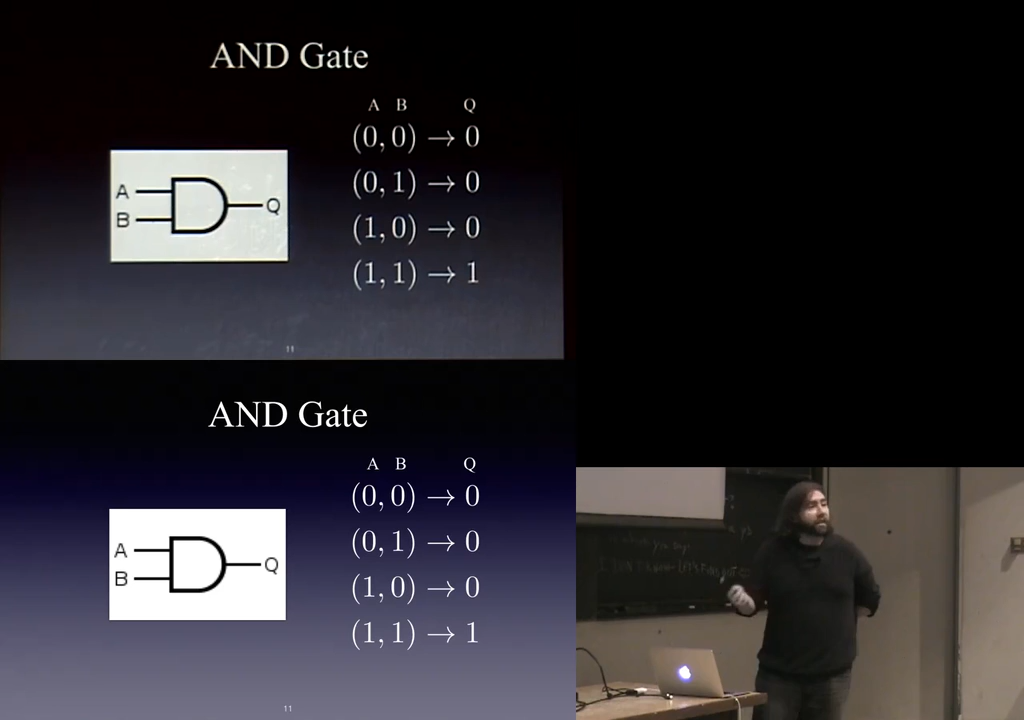 AND Gate
A B Q
(0, 0) → 0
(0, 1) → 0
(1, 0) → 0
(1, 1) → 1
A
B
Q
11
AND Gate
A B Q
(0, 0) → 0
(0, 1) → 0
(1, 0) → 0
(1, 1) → 1
A
B
Q
11